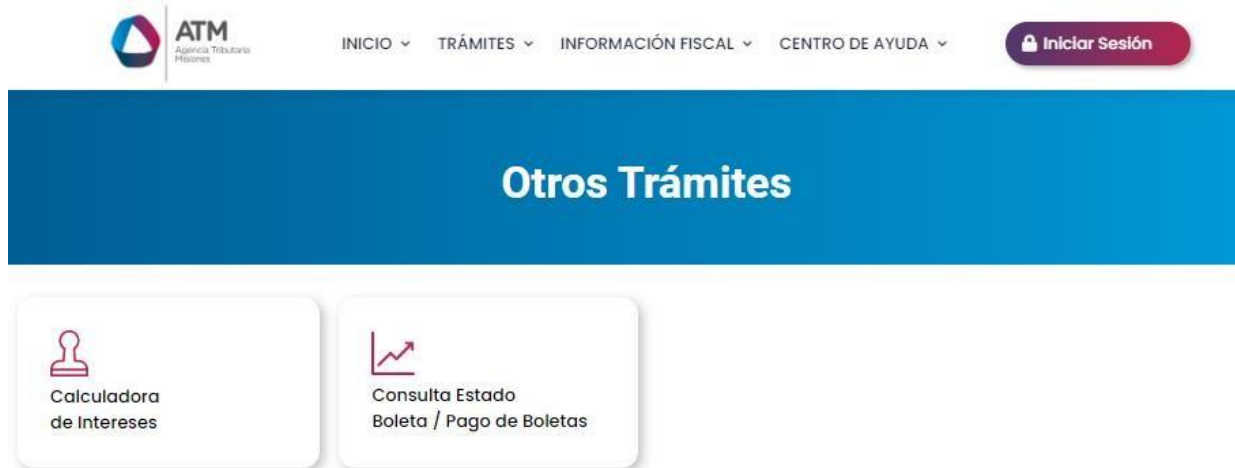 ATM
Agencia Tributaria
Misiones
INICIO TRÁMITES INFORMACIÓN FISCAL CENTRO DE AYUDA Iniciar Sesión
Otros Trámites
Calculadora
de Intereses
Consulta Estado
Boleta / Pago de Boletas